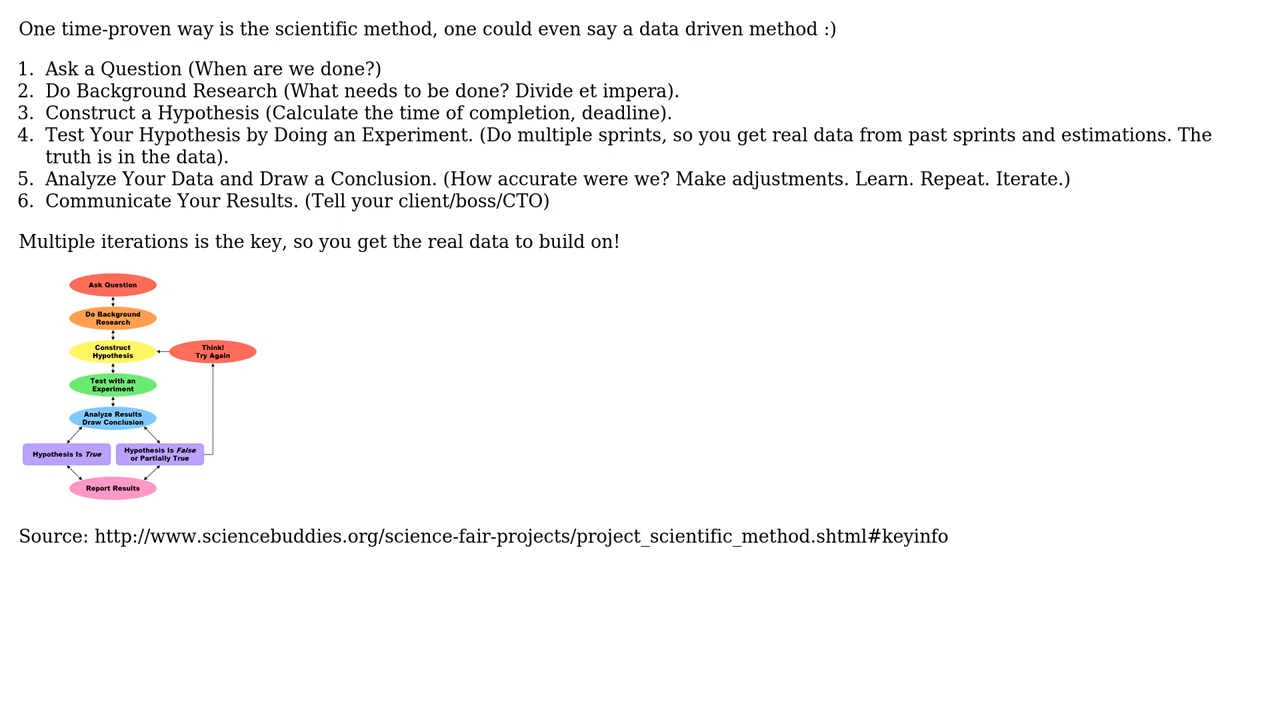 One time-proven way is the scientific method, one could even say a data driven method :)
1. Ask a Question (When are we done?)
2. Do Background Research (What needs to be done? Divide et impera).
3. Construct a Hypothesis (Calculate the time of completion, deadline).
4. Test Your Hypothesis by Doing an Experiment. (Do multiple sprints, so you get real data from past sprints and estimations. The
truth is in the data).
5. Analyze Your Data and Draw a Conclusion. (How accurate were we? Make adjustments. Learn. Repeat. Iterate.)
6. Communicate Your Results. (Tell your client/boss/CTO)
Multiple iterations is the key, so you get the real data to build on!
Ask Question
Do Background
Research
Construct
Hypothesis
Think!
Try Again
Test with an
Experiment
Analyze Results
Draw Conclusion
Hypothesis Is True
Hypothesis Is False
or Partially True
Report Results
Source: http://www.sciencebuddies.org/science-fair-projects/project_scientific_method.shtml#keyinfo